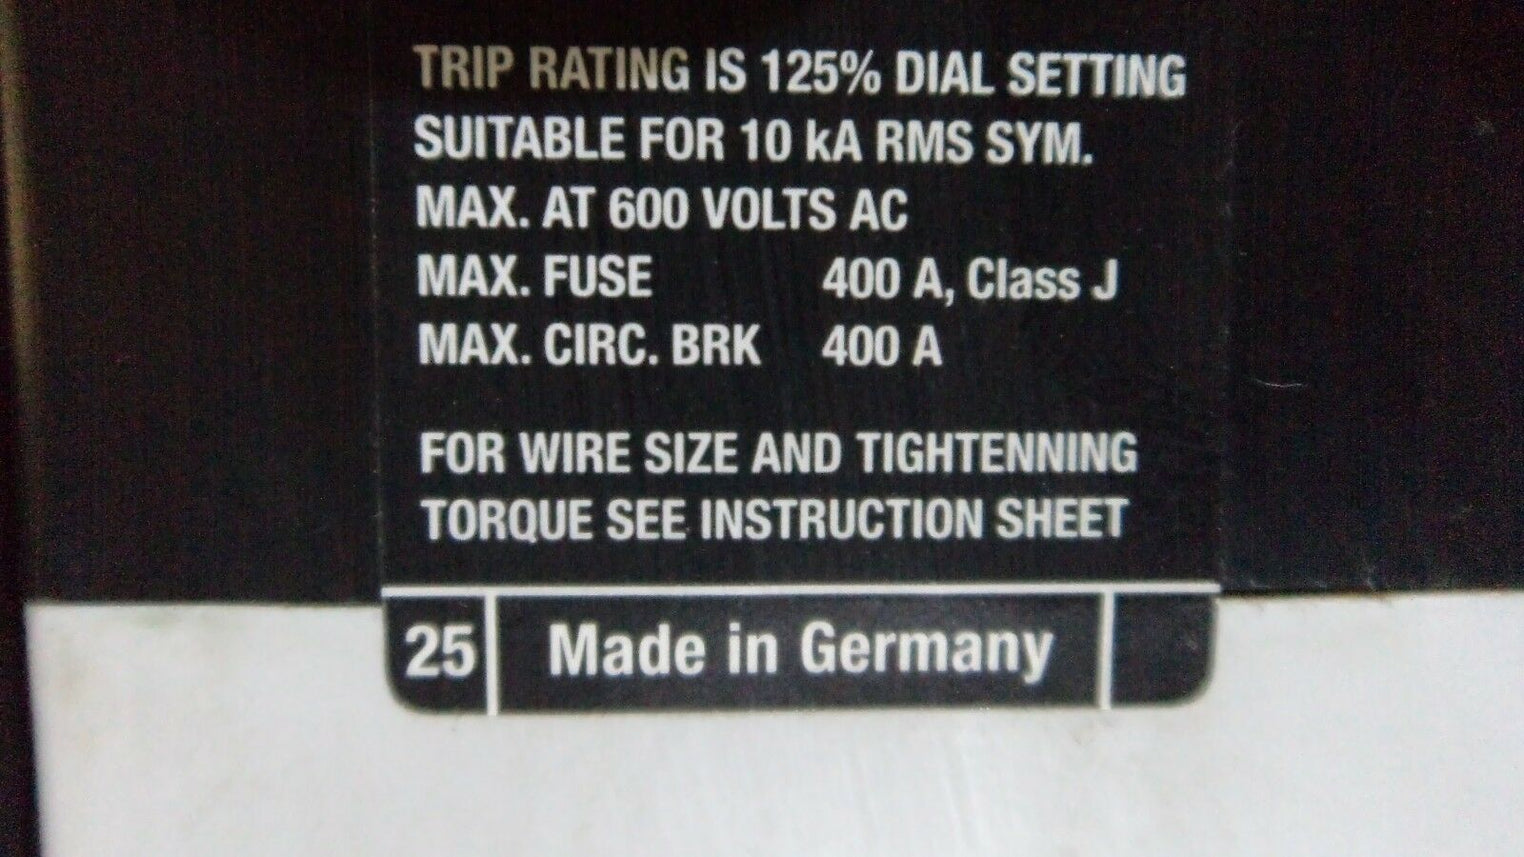 TRIP RATING IS 125% DIAL SETTING
SUITABLE FOR 10 kA RMS SYM.
MAX. AT 600 VOLTS AC
MAX. FUSE 400 A, Class J
MAX. CIRC. BRK 400 A
FOR WIRE SIZE AND TIGHTENNING
TORQUE SEE INSTRUCTION SHEET
25 Made in Germany